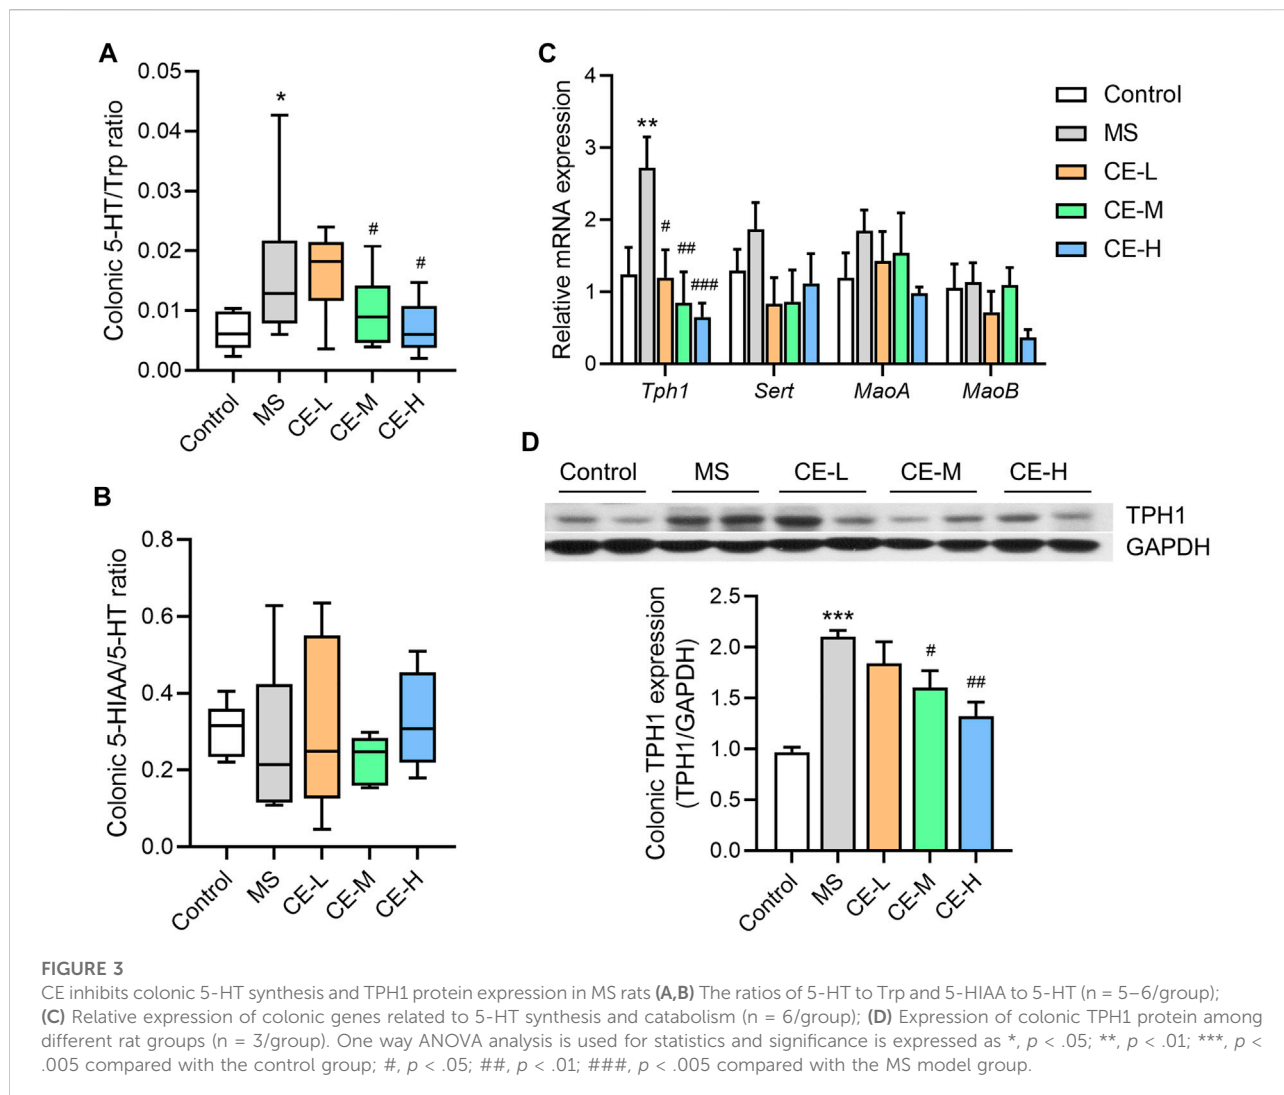 A
Colonic 5-HT/Trp ratio
0.05
0.04
0.03
0.02
0.01
0.00
*
#
#
Control
MS
CE-L
CE-M
CE-H
B
Colonic 5-HIAA/5-HT ratio
0.8
0.6
0.4
0.2
0.0
Control
MS
CE-L
CE-M
CE-H
C
Relative mRNA expression
4
3
2
1
0
**
#
##
###
Tph1
Sert
MaoA
MaoB
Control
MS
CE-L
CE-M
CE-H
D
Control
MS
CE-L
CE-M
CE-H
TPH1
GAPDH
Colonic TPH1 expression
(TPH1/GAPDH)
2.5
2.0
1.5
1.0
0.5
0.0
***
#
##
Control
MS
CE-L
CE-M
CE-H
FIGURE 3
CE inhibits colonic 5-HT synthesis and TPH1 protein expression in MS rats (A,B) The ratios of 5-HT to Trp and 5-HIAA to 5-HT (n = 5–6/group);
(C) Relative expression of colonic genes related to 5-HT synthesis and catabolism (n = 6/group); (D) Expression of colonic TPH1 protein among
different rat groups (n = 3/group). One way ANOVA analysis is used for statistics and significance is expressed as *, p < .05; **, p < .01; ***, p <
.005 compared with the control group; #, p < .05; ##, p < .01; ###, p < .005 compared with the MS model group.